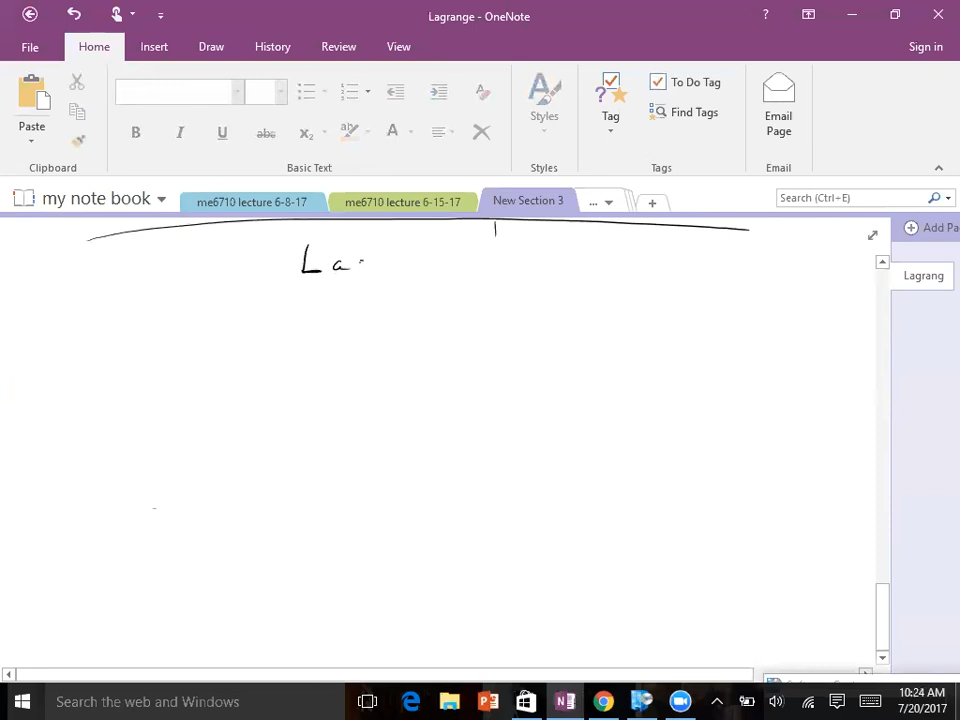 Lagrange - OneNote
?
File Home Insert Draw History Review View Sign in
Paste
B I U abc x₂ A
Styles
Tag
To Do Tag
Find Tags
Email Page
Clipboard Basic Text Styles Tags Email
my note book me6710 lecture 6-8-17 me6710 lecture 6-15-17 New Section 3 ... + Search (Ctrl+E)
Add Pa
La
Lagrang
Search the web and Windows
10:24 AM
7/20/2017